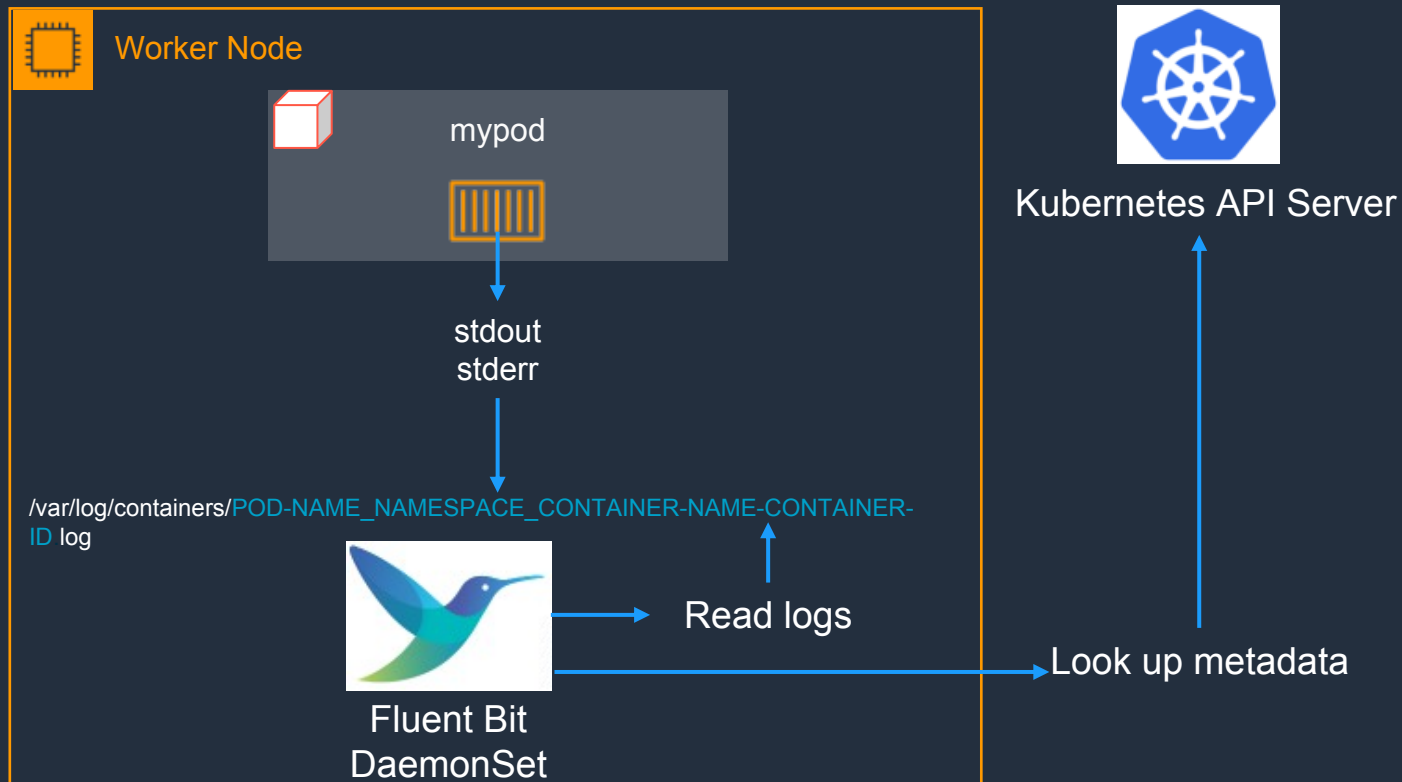 Worker Node
mypod
Kubernetes API Server
stdout
stderr
/var/log/containers/POD-NAME_NAMESPACE_CONTAINER-NAME-CONTAINER-
ID log
Read logs
Look up metadata
Fluent Bit
DaemonSet